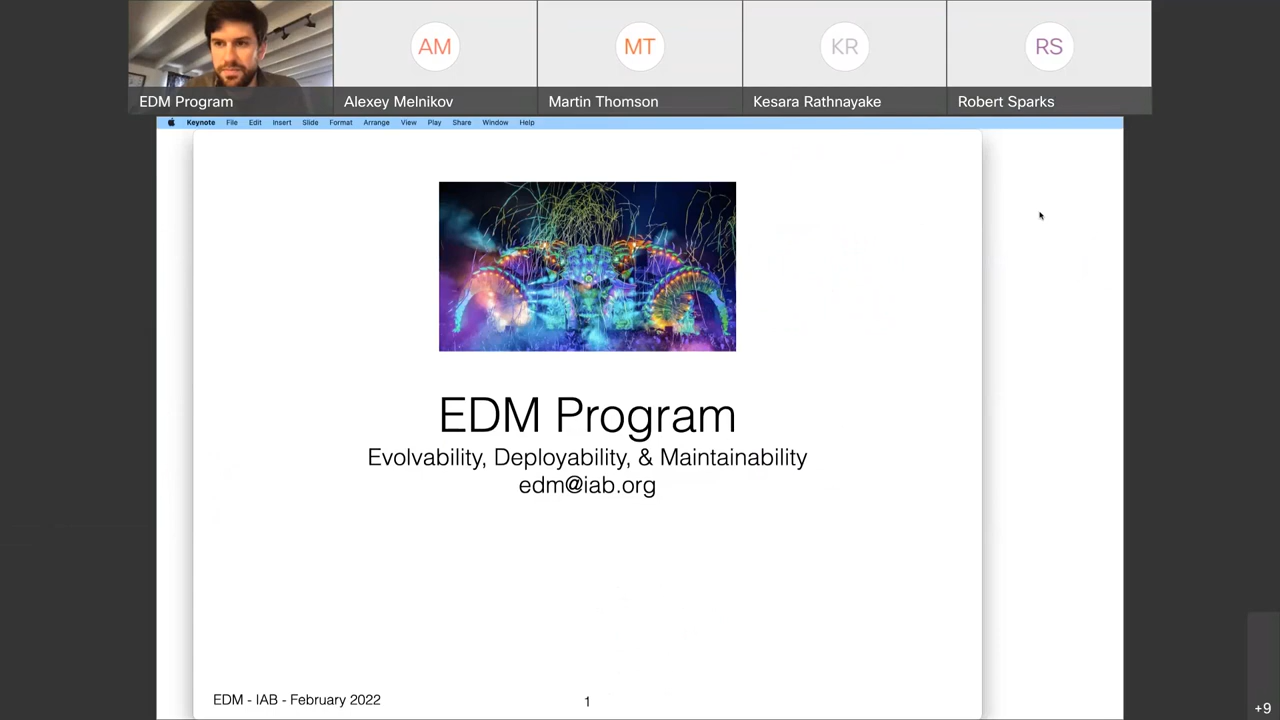 AM
MT
KR
RS
EDM Program
Alexey Melnikov
Martin Thomson
Kesara Rathnayake
Robert Sparks
Keynote File Edit Insert Slide Format Arrange View Play Share Window Help
EDM Program
Evolvability, Deployability, & Maintainability
edm@iab.org
EDM - IAB - February 2022
1
+9